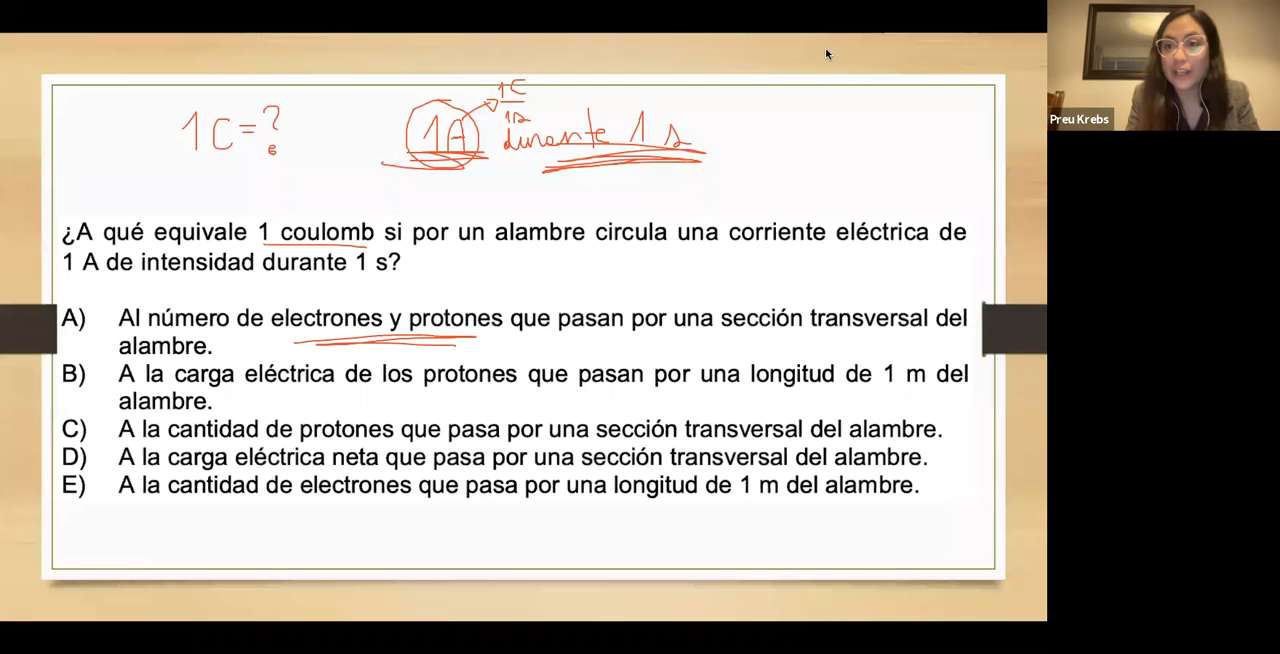 1C
1s
1C = ?
1A durante 1 s
¿A qué equivale 1 coulomb si por un alambre circula una corriente eléctrica de
1 A de intensidad durante 1 s?
A) Al número de electrones y protones que pasan por una sección transversal del
alambre.
B) A la carga eléctrica de los protones que pasan por una longitud de 1 m del
alambre.
C) A la cantidad de protones que pasa por una sección transversal del alambre.
D) A la carga eléctrica neta que pasa por una sección transversal del alambre.
E) A la cantidad de electrones que pasa por una longitud de 1 m del alambre.
Preu Krebs